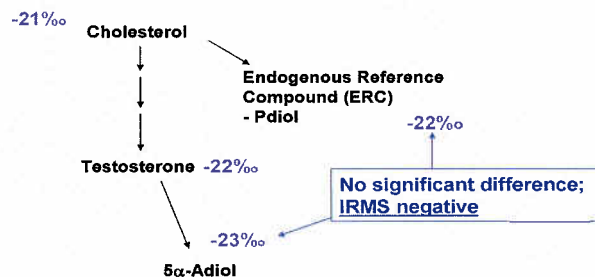 -21‰
Cholesterol
Endogenous Reference
Compound (ERC)
- Pdiol
-22‰
Testosterone -22‰
No significant difference;
IRMS negative
-23‰
5α-Adiol